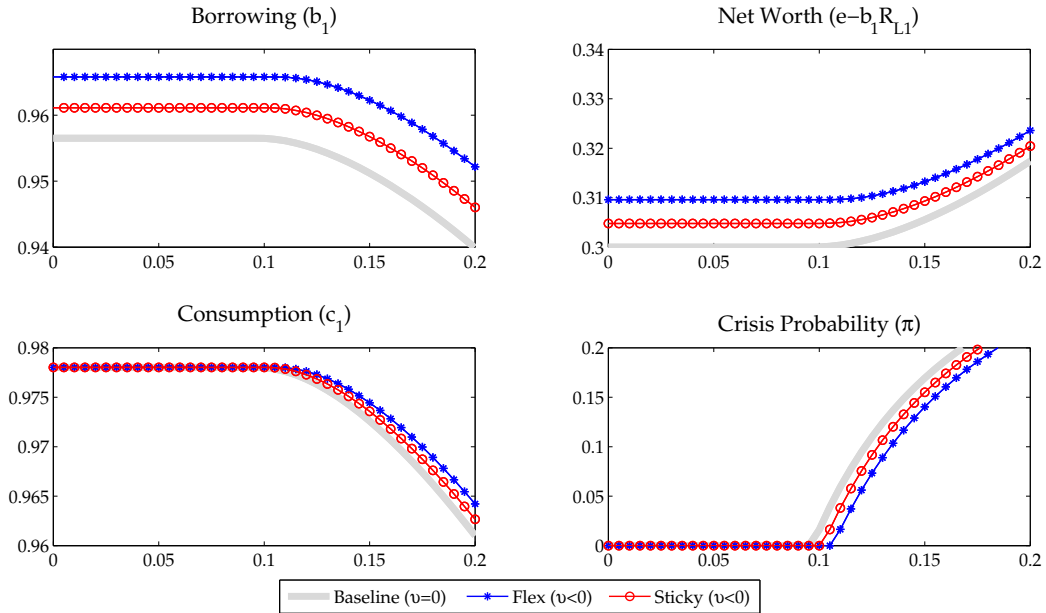 Borrowing (b1)
0.96
0.95
0.94
0 0.05 0.1 0.15 0.2
Net Worth (e−b1RL1)
0.34
0.33
0.32
0.31
0.3
0 0.05 0.1 0.15 0.2
Consumption (c1)
0.98
0.975
0.97
0.965
0.96
0 0.05 0.1 0.15 0.2
Crisis Probability (π)
0.2
0.15
0.1
0.05
0
0 0.05 0.1 0.15 0.2
Baseline (υ=0) Flex (υ<0) Sticky (υ<0)